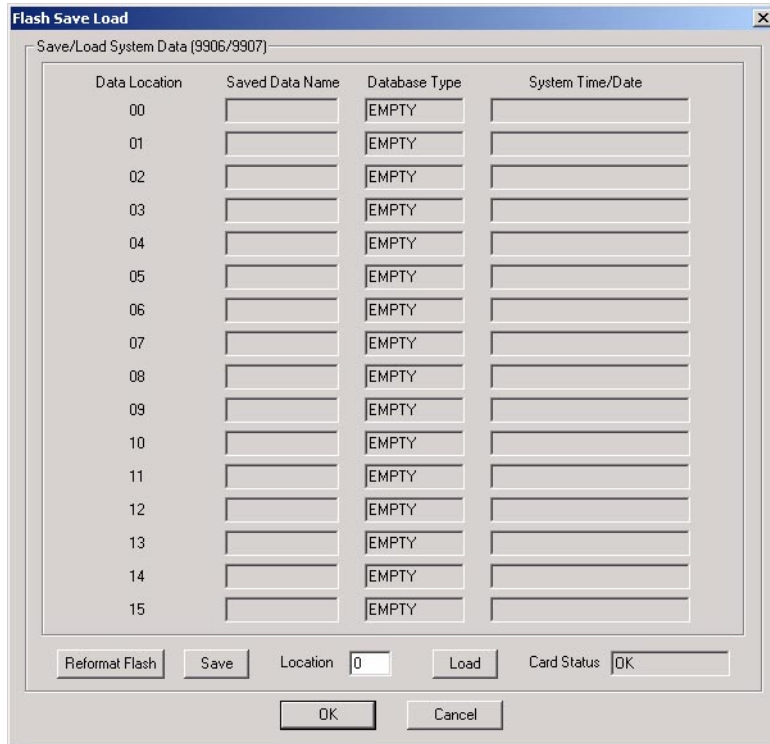 Flash Save Load
Save/Load System Data (9906/9907)
Data Location Saved Data Name Database Type System Time/Date
00 EMPTY
01 EMPTY
02 EMPTY
03 EMPTY
04 EMPTY
05 EMPTY
06 EMPTY
07 EMPTY
08 EMPTY
09 EMPTY
10 EMPTY
11 EMPTY
12 EMPTY
13 EMPTY
14 EMPTY
15 EMPTY
Reformat Flash Save Location 0 Load Card Status OK
OK Cancel